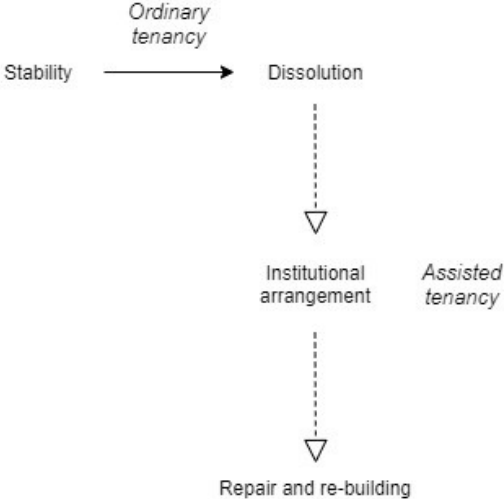 Ordinary
tenancy
Stability
Dissolution
Institutional
arrangement
Assisted
tenancy
Repair and re-building